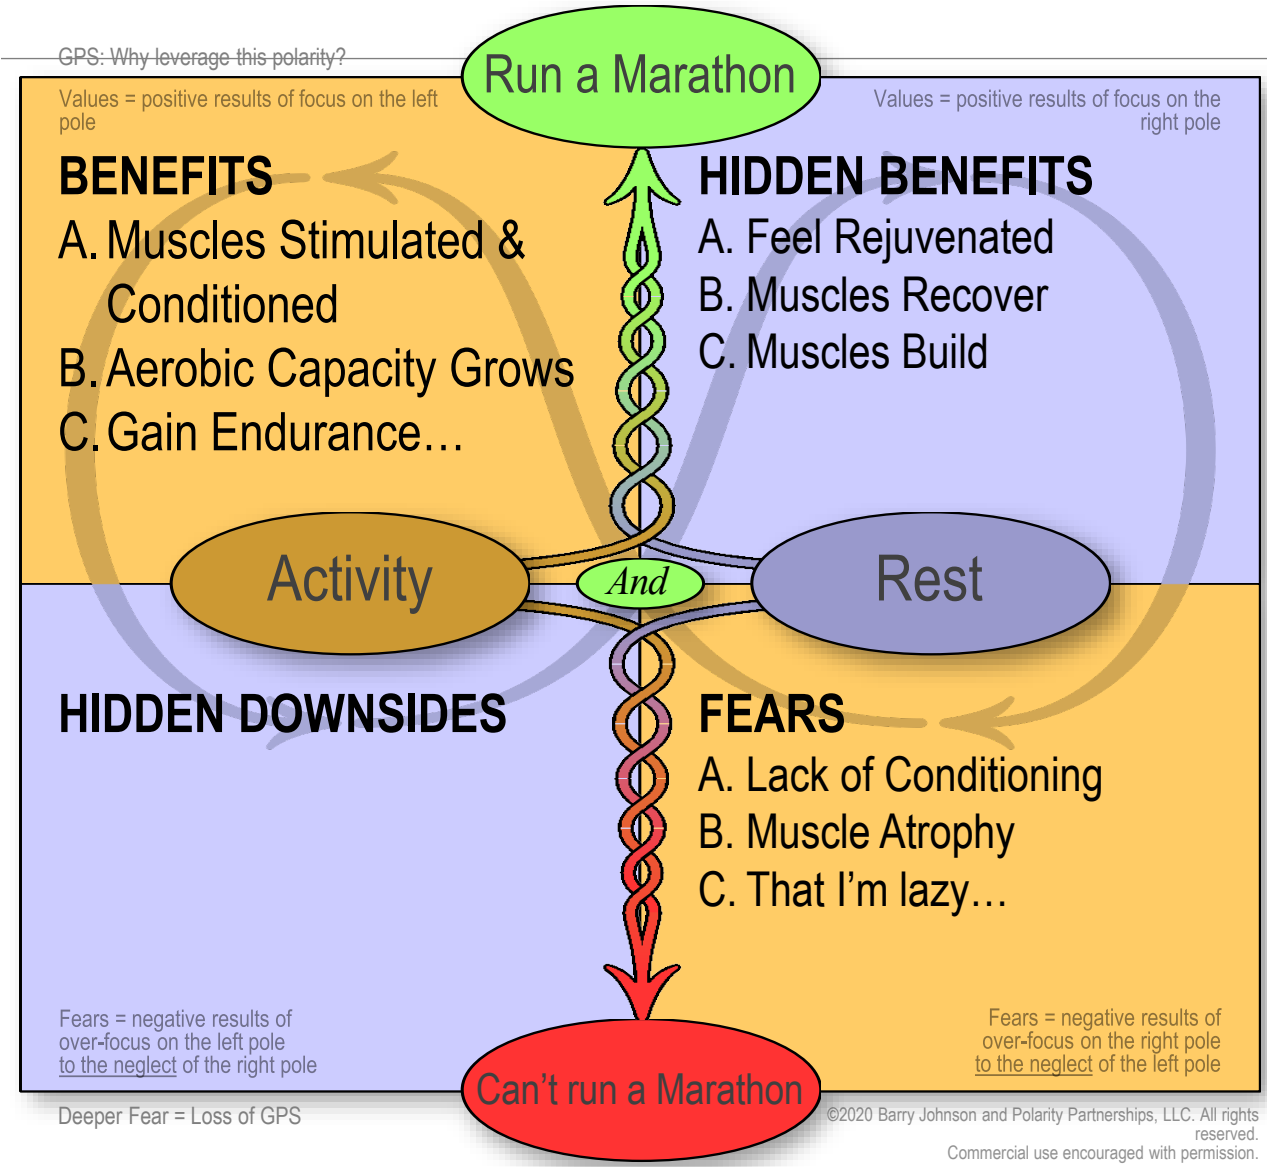 GPS: Why leverage this polarity?
Run a Marathon
Values = positive results of focus on the left
pole
Values = positive results of focus on the
right pole
BENEFITS
A. Muscles Stimulated &
Conditioned
B. Aerobic Capacity Grows
C. Gain Endurance…
HIDDEN BENEFITS
A. Feel Rejuvenated
B. Muscles Recover
C. Muscles Build
Activity
And
Rest
HIDDEN DOWNSIDES
FEARS
A. Lack of Conditioning
B. Muscle Atrophy
C. That I’m lazy…
Fears = negative results of
over-focus on the left pole
to the neglect of the right pole
Fears = negative results of
over-focus on the right pole
to the neglect of the left pole
Can’t run a Marathon
Deeper Fear = Loss of GPS
©2020 Barry Johnson and Polarity Partnerships, LLC. All rights
reserved.
Commercial use encouraged with permission.